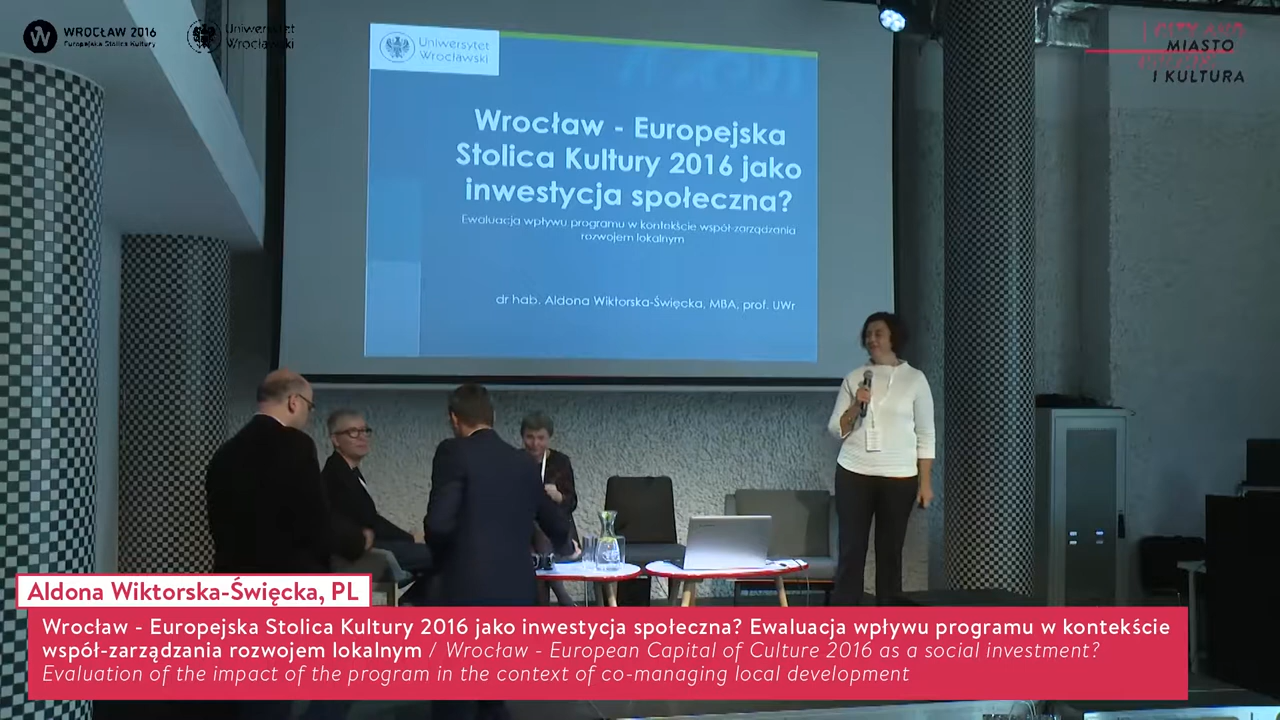 WROCŁAW 2016
Europejska Stolica Kultury
Uniwersytet
Wrocławski
CITY AND
MIASTO
I KULTURA
Uniwersytet
Wrocławski
Wrocław - Europejska
Stolica Kultury 2016 jako
inwestycja społeczna?
Ewaluacja wpływu programu w kontekście współ-zarządzania
rozwojem lokalnym
dr hab. Aldona Wiktorska-Święcka, MBA, prof. UWr
Aldona Wiktorska-Święcka, PL
Wrocław - Europejska Stolica Kultury 2016 jako inwestycja społeczna? Ewaluacja wpływu programu w kontekście
współ-zarządzania rozwojem lokalnym / Wrocław - European Capital of Culture 2016 as a social investment?
Evaluation of the impact of the program in the context of co-managing local development